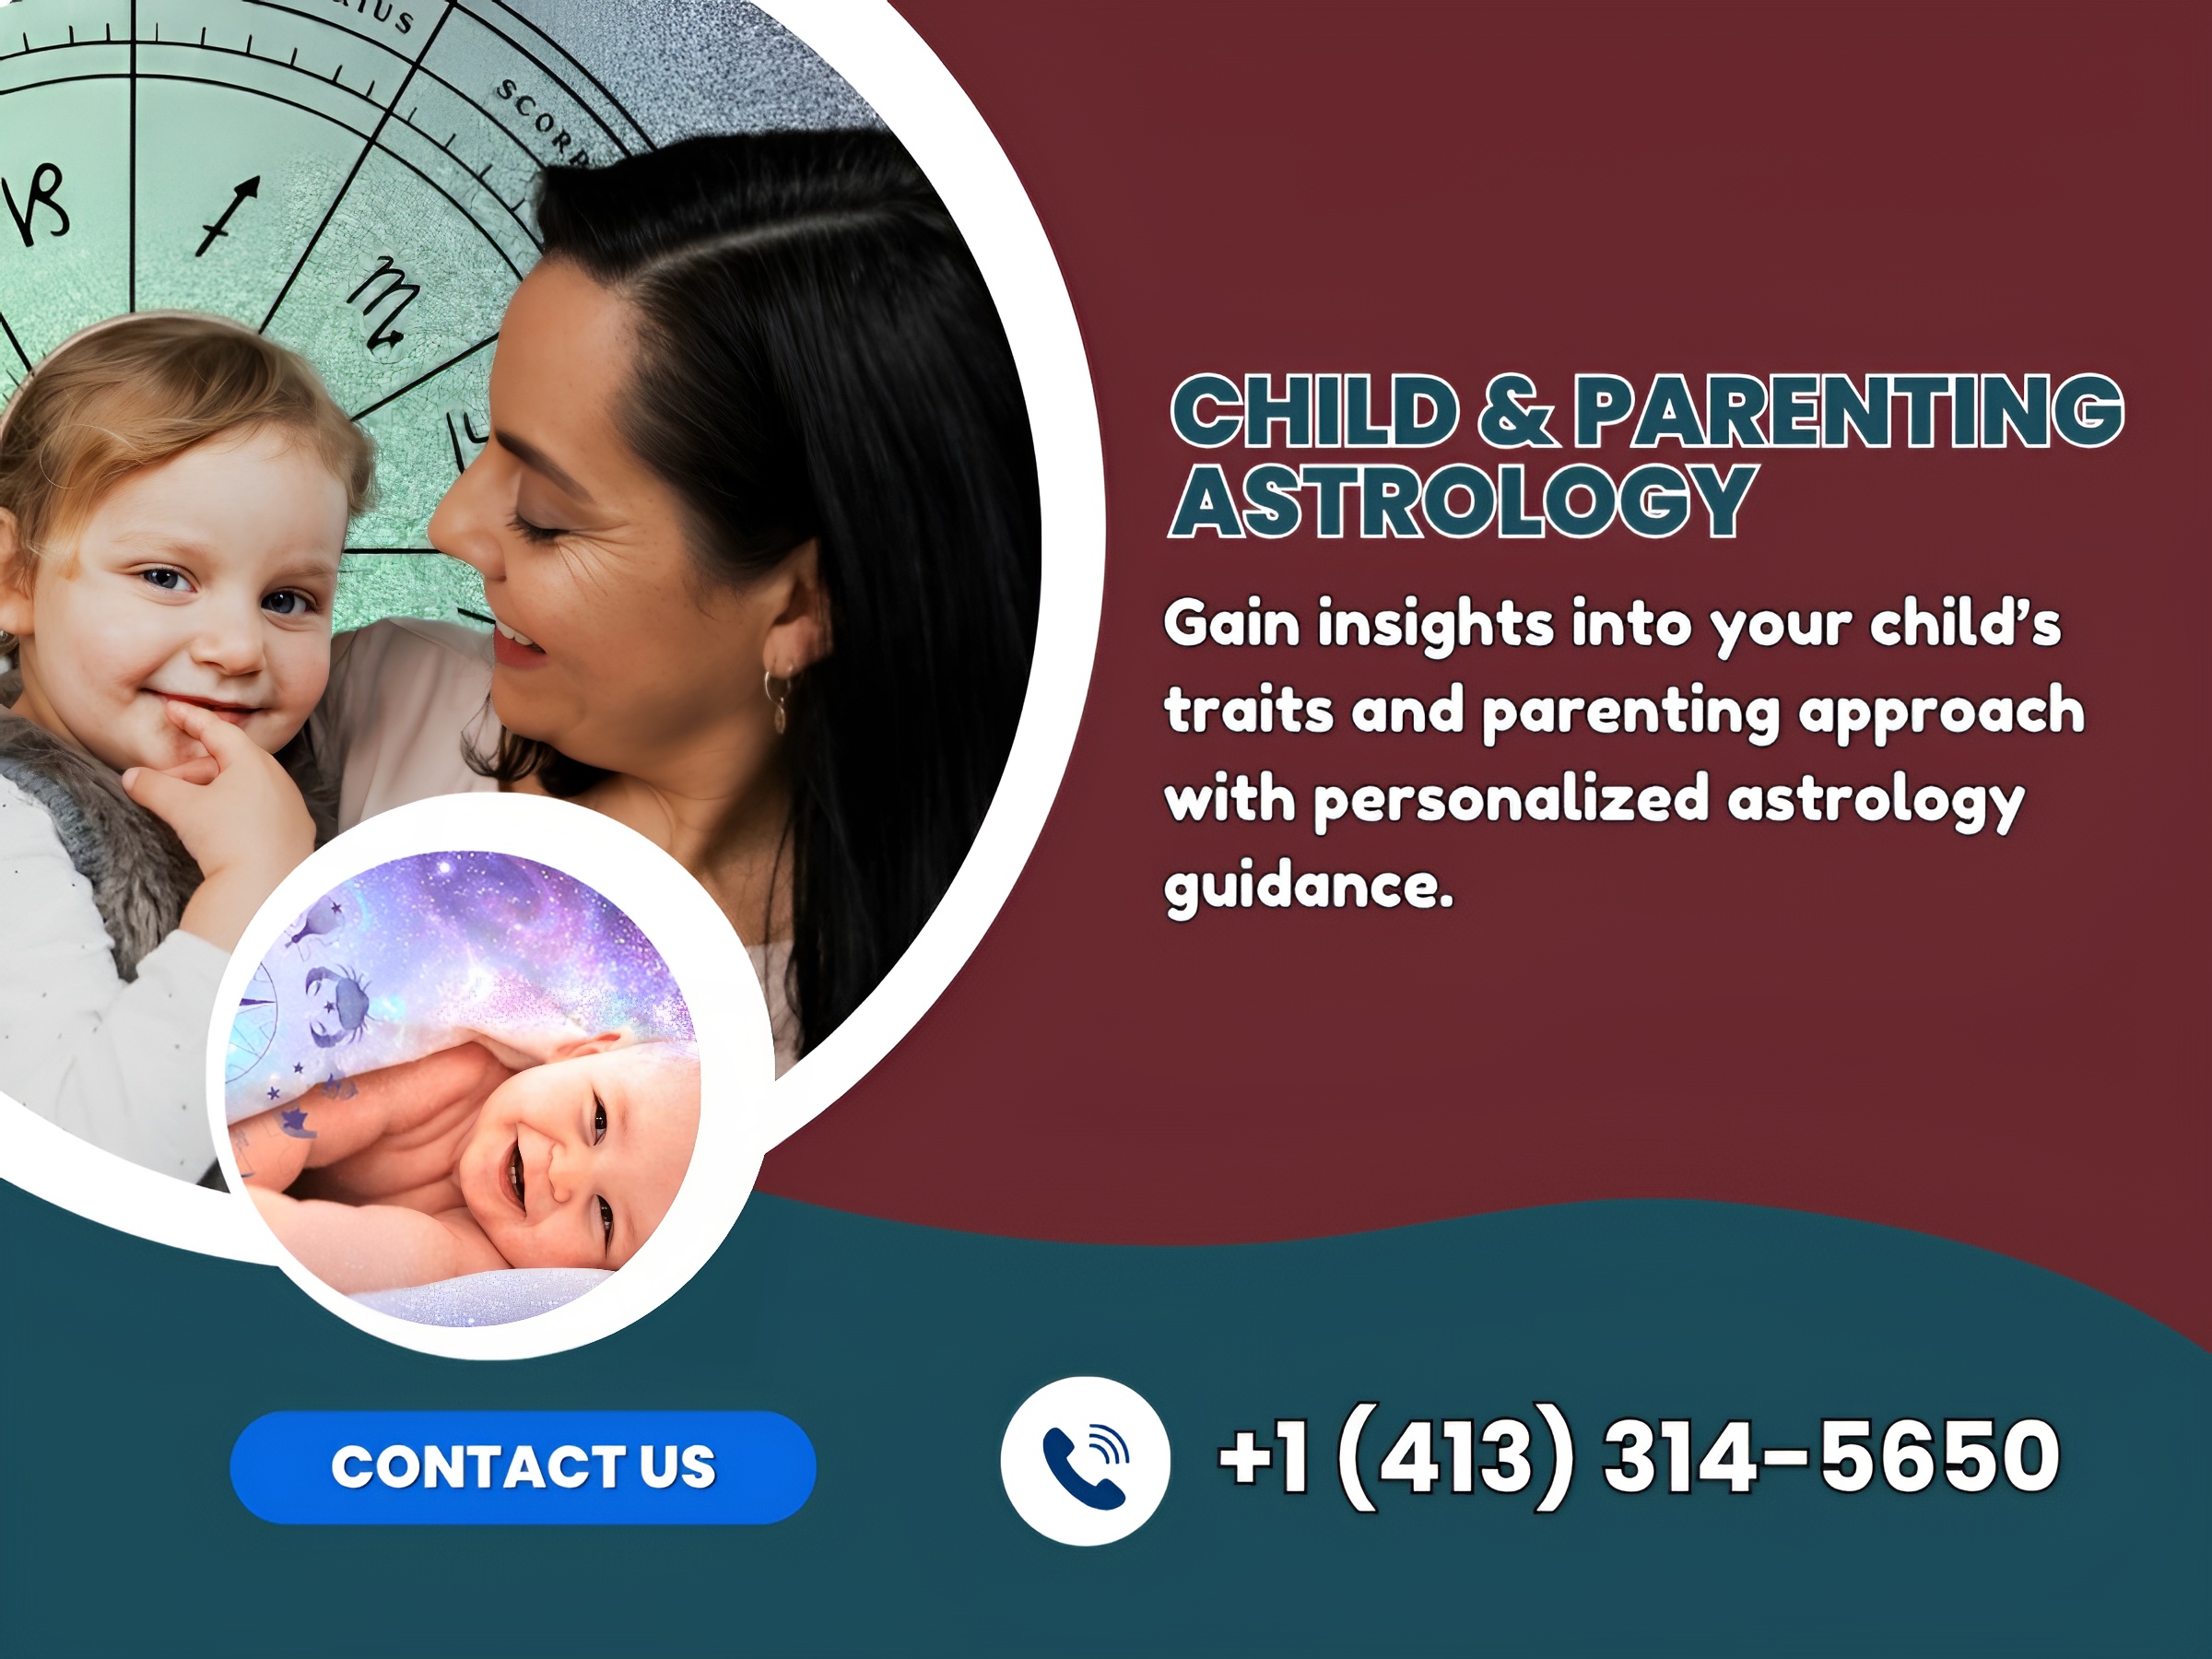 SCORP
CHILD & PARENTING
ASTROLOGY
Gain insights into your child's
traits and parenting approach
with personalized astrology
guidance.
CONTACT US
+1 (413) 314-5650